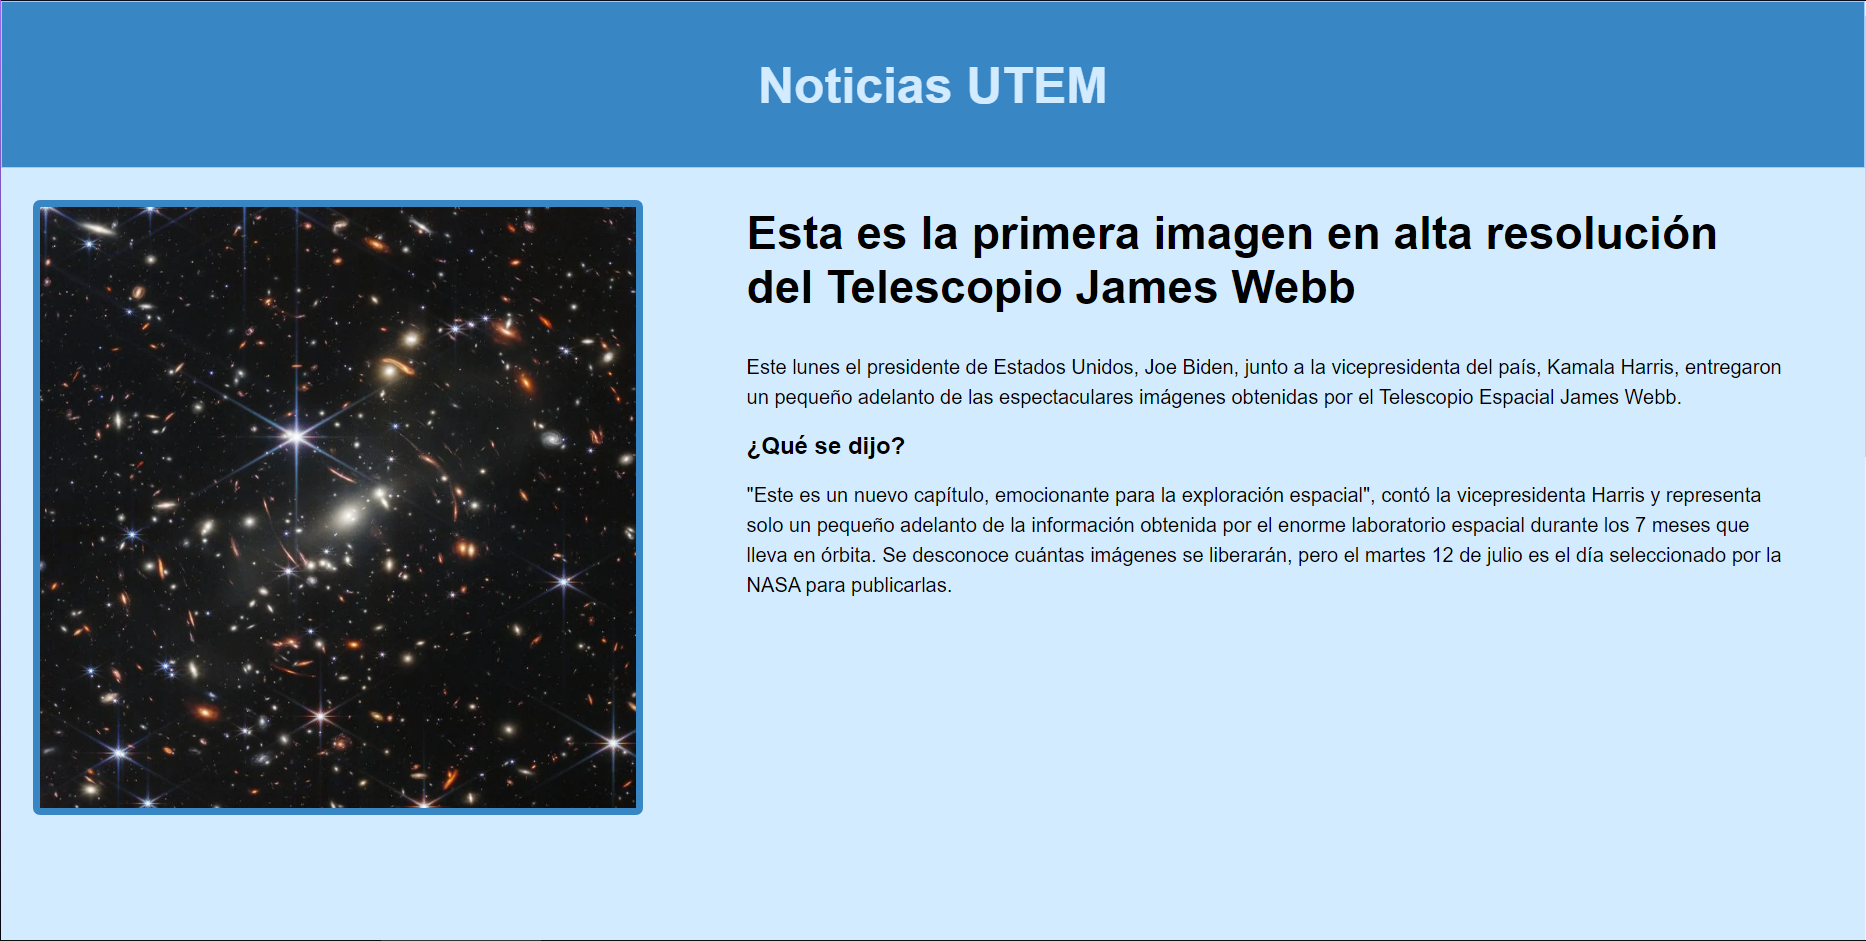 Noticias UTEM
Esta es la primera imagen en alta resolución
del Telescopio James Webb
Este lunes el presidente de Estados Unidos, Joe Biden, junto a la vicepresidenta del país, Kamala Harris, entregaron
un pequeño adelanto de las espectaculares imágenes obtenidas por el Telescopio Espacial James Webb.
¿Qué se dijo?
"Este es un nuevo capítulo, emocionante para la exploración espacial", contó la vicepresidenta Harris y representa
solo un pequeño adelanto de la información obtenida por el enorme laboratorio espacial durante los 7 meses que
lleva en órbita. Se desconoce cuántas imágenes se liberarán, pero el martes 12 de julio es el día seleccionado por la
NASA para publicarlas.